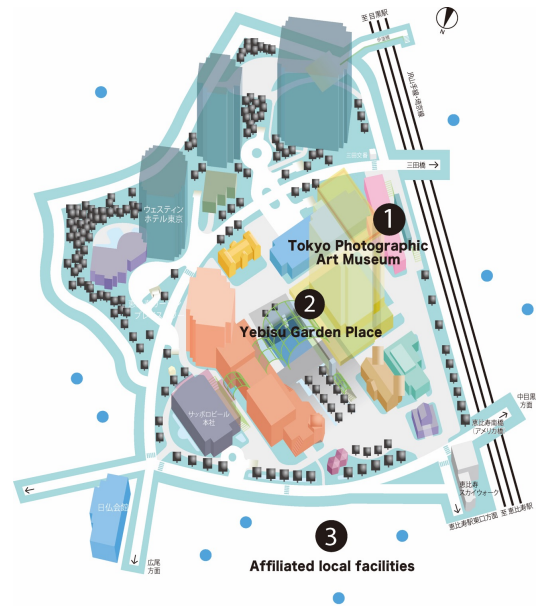 至 目黒駅
N
JR山手線・埼京線
三田橋
1
Tokyo Photographic
Art Museum
ウェスティン
ホテル東京
2
Yebisu Garden Place
サッポロビール
本社
中目黒
方面
恵比寿南橋
(アメリカ橋)
恵比寿
スカイウォーク
恵比寿駅東口方面
至 恵比寿駅
日仏会館
広尾
方面
3
Affiliated local facilities